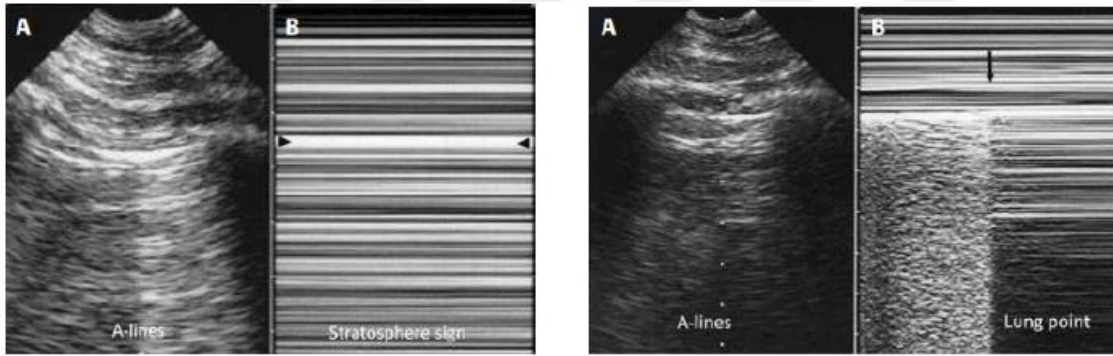 A
B
A-lines
Stratosphere sign
A
B
A-lines
Lung point